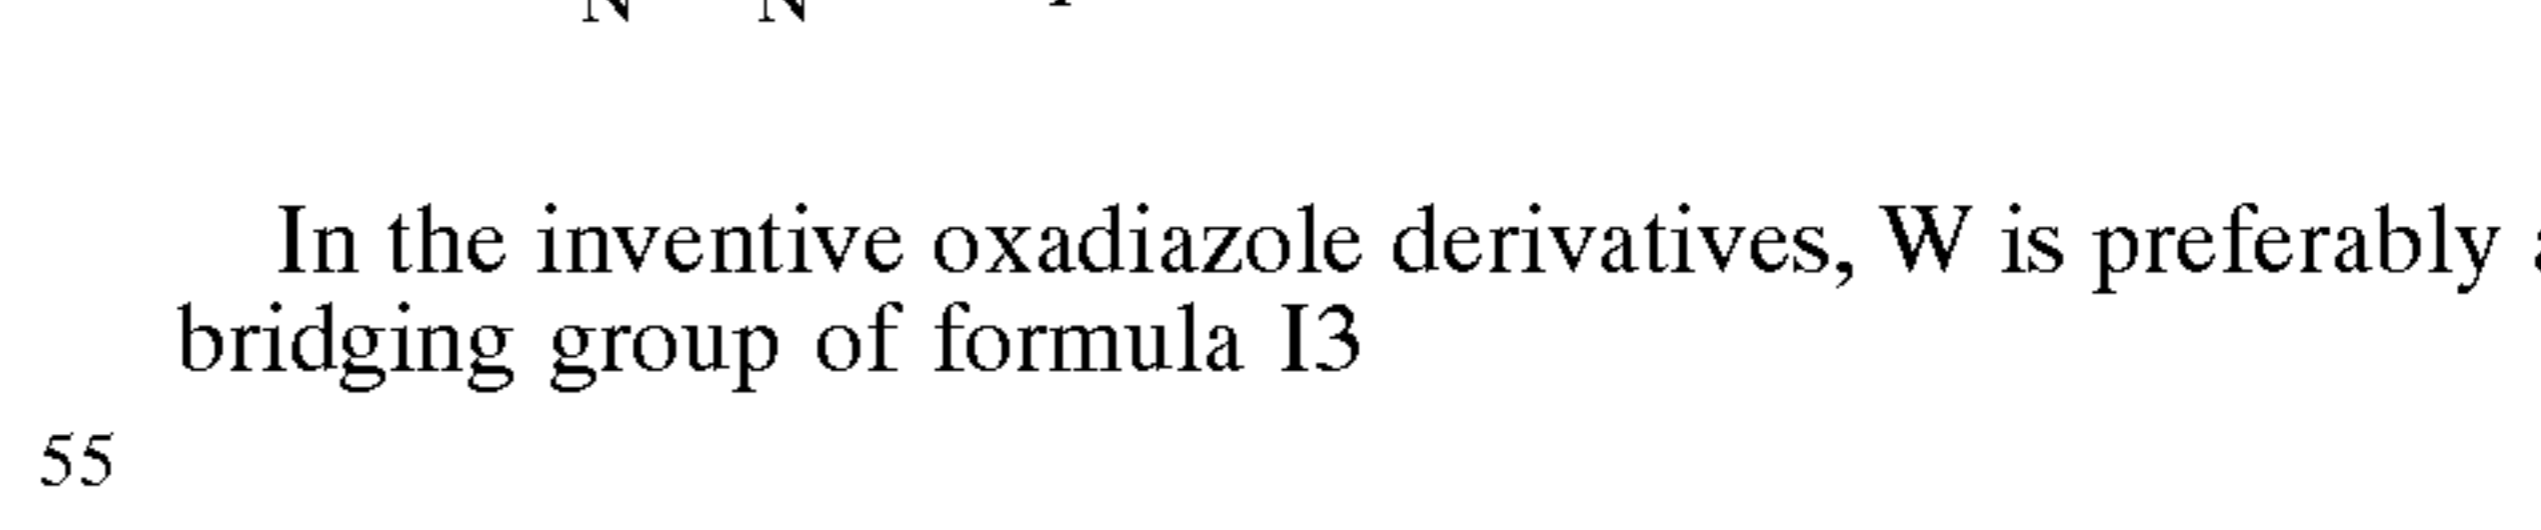 N N
In the inventive oxadiazole derivatives, W is preferably a
bridging group of formula I3
55